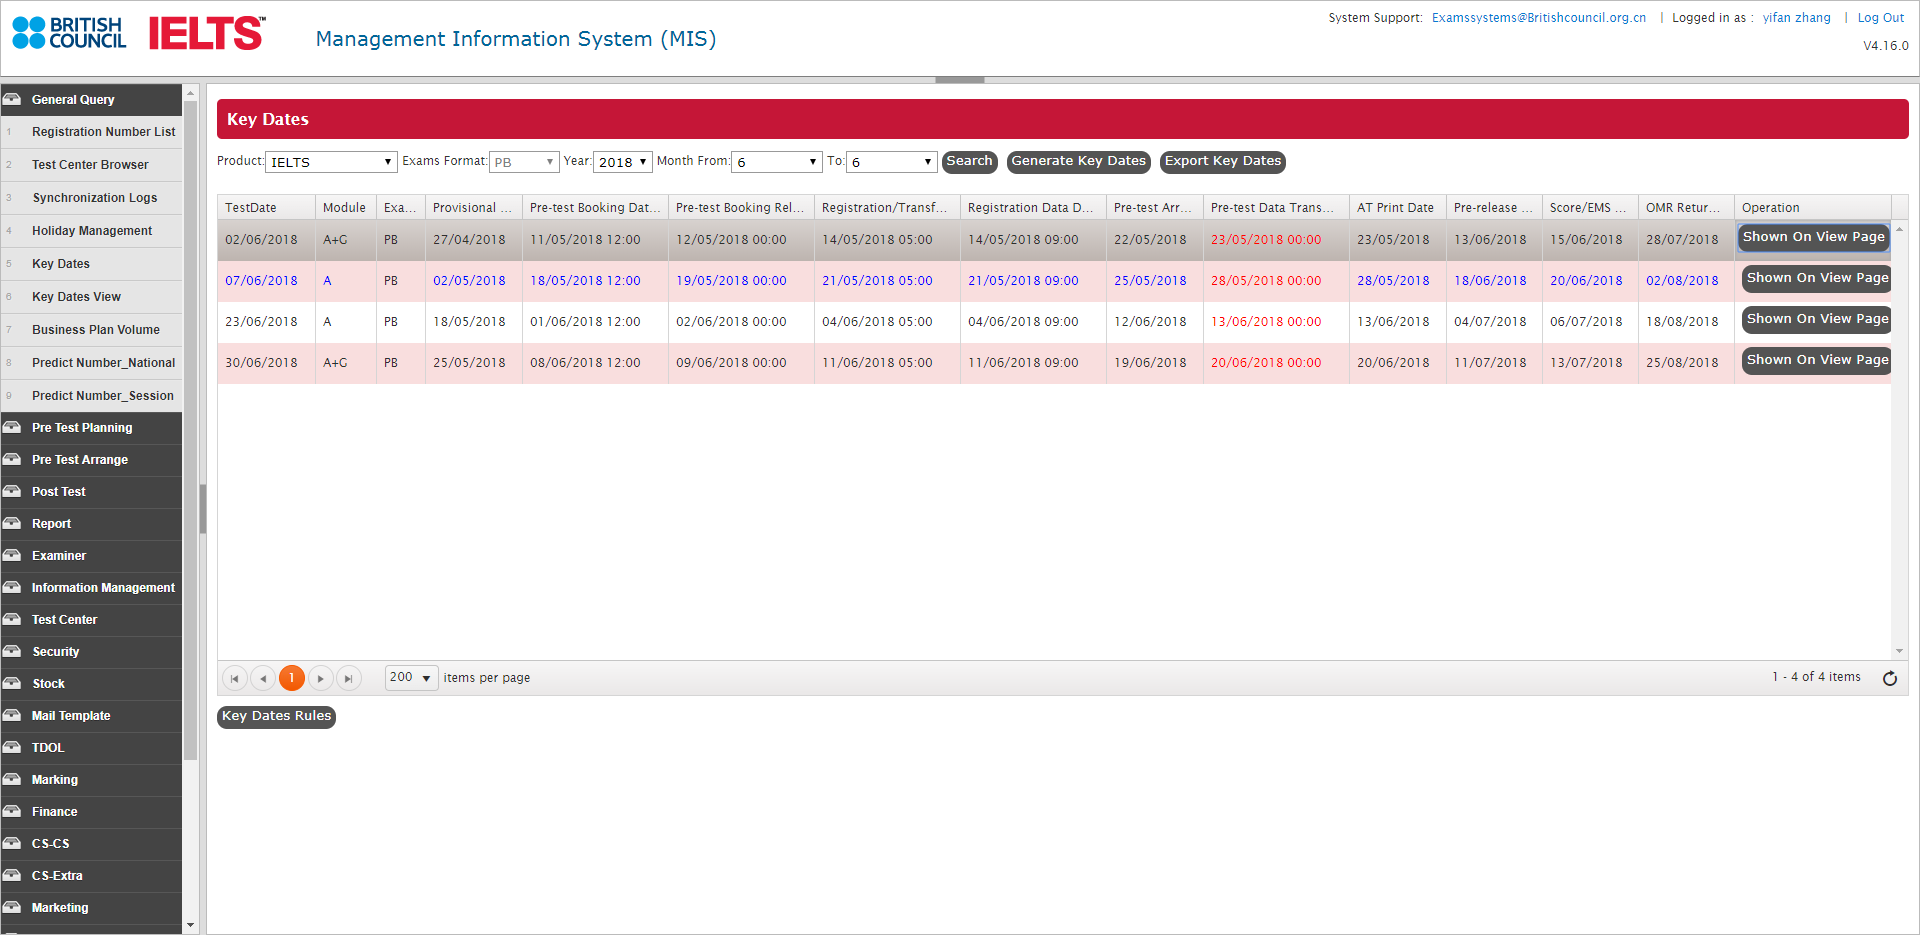 BRITISH
COUNCIL
IELTS™
Management Information System (MIS)
System Support: Examssystems@Britishcouncil.org.cn | Logged in as : yifan zhang | Log Out
V4.16.0
General Query
1 Registration Number List
2 Test Center Browser
3 Synchronization Logs
4 Holiday Management
5 Key Dates
6 Key Dates View
7 Business Plan Volume
8 Predict Number_National
9 Predict Number_Session
Pre Test Planning
Pre Test Arrange
Post Test
Report
Examiner
Information Management
Test Center
Security
Stock
Mail Template
TDOL
Marking
Finance
CS-CS
CS-Extra
Marketing
Key Dates
Product: IELTS Exams Format: PB Year: 2018 Month From: 6 To: 6 Search Generate Key Dates Export Key Dates
TestDate Module Exa... Provisional ... Pre-test Booking Dat... Pre-test Booking Rel... Registration/Transf... Registration Data D... Pre-test Arr... Pre-test Data Trans... AT Print Date Pre-release ... Score/EMS ... OMR Retur... Operation
02/06/2018 A+G PB 27/04/2018 11/05/2018 12:00 12/05/2018 00:00 14/05/2018 05:00 14/05/2018 09:00 22/05/2018 23/05/2018 00:00 23/05/2018 13/06/2018 15/06/2018 28/07/2018 Shown On View Page
07/06/2018 A PB 02/05/2018 18/05/2018 12:00 19/05/2018 00:00 21/05/2018 05:00 21/05/2018 09:00 25/05/2018 28/05/2018 00:00 28/05/2018 18/06/2018 20/06/2018 02/08/2018 Shown On View Page
23/06/2018 A PB 18/05/2018 01/06/2018 12:00 02/06/2018 00:00 04/06/2018 05:00 04/06/2018 09:00 12/06/2018 13/06/2018 00:00 13/06/2018 04/07/2018 06/07/2018 18/08/2018 Shown On View Page
30/06/2018 A+G PB 25/05/2018 08/06/2018 12:00 09/06/2018 00:00 11/06/2018 05:00 11/06/2018 09:00 19/06/2018 20/06/2018 00:00 20/06/2018 11/07/2018 13/07/2018 25/08/2018 Shown On View Page
1 200 items per page 1 - 4 of 4 items
Key Dates Rules